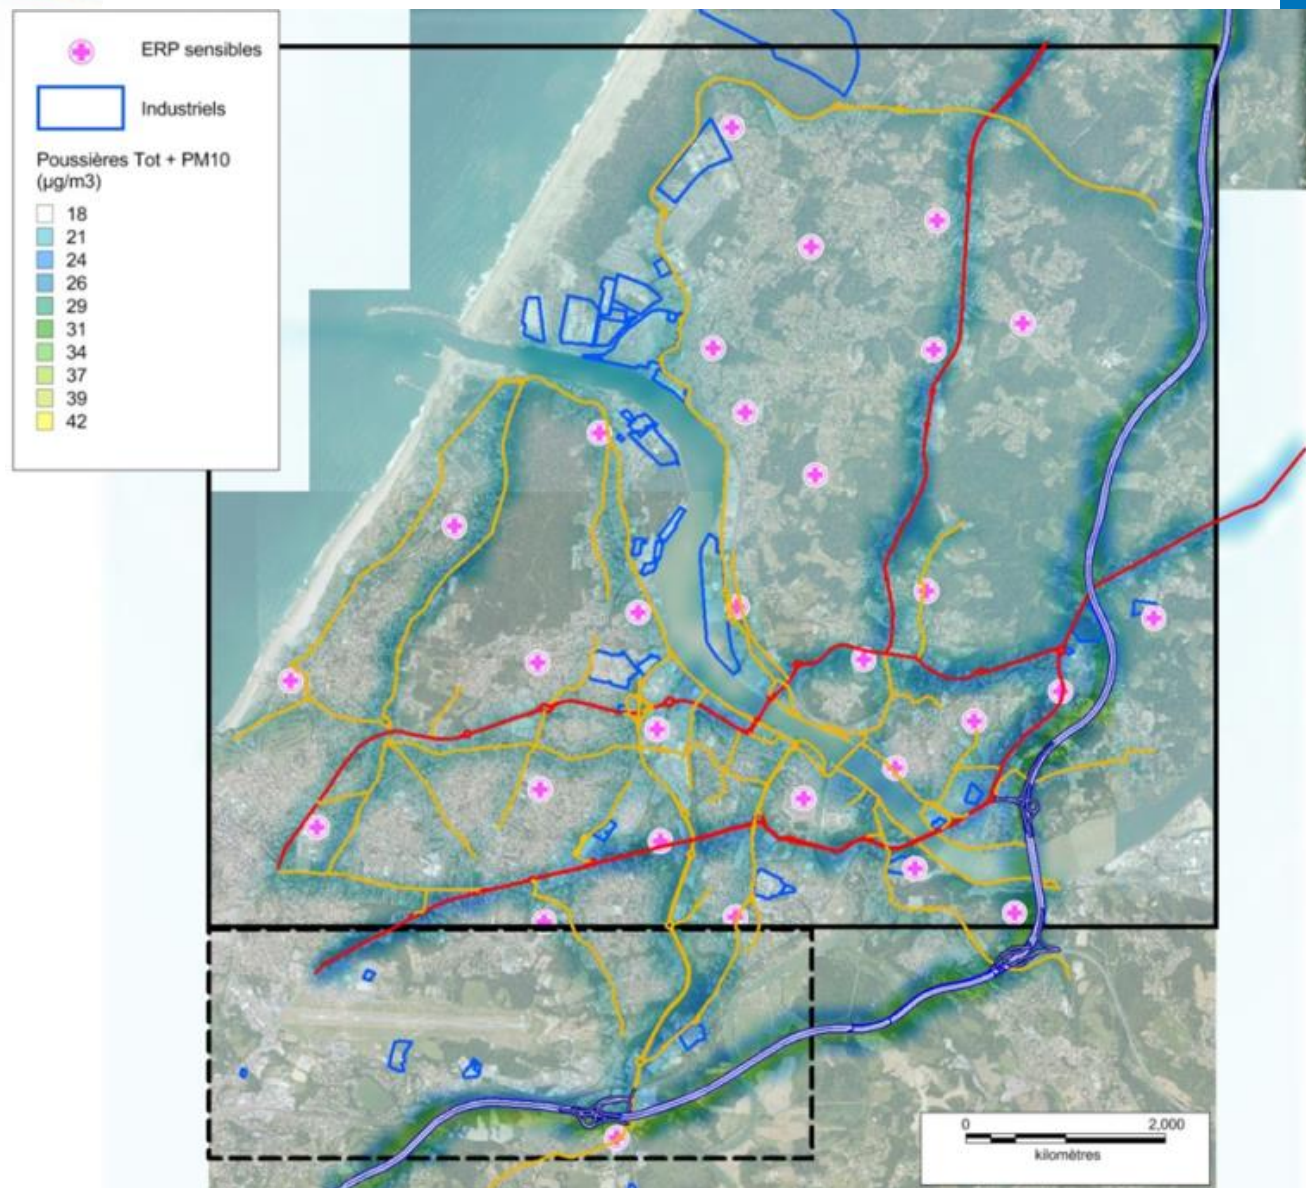 ERP sensibles
Industriels
Poussières Tot + PM10
(µg/m3)
18
21
24
26
29
31
34
37
39
42
0 2,000
kilomètres